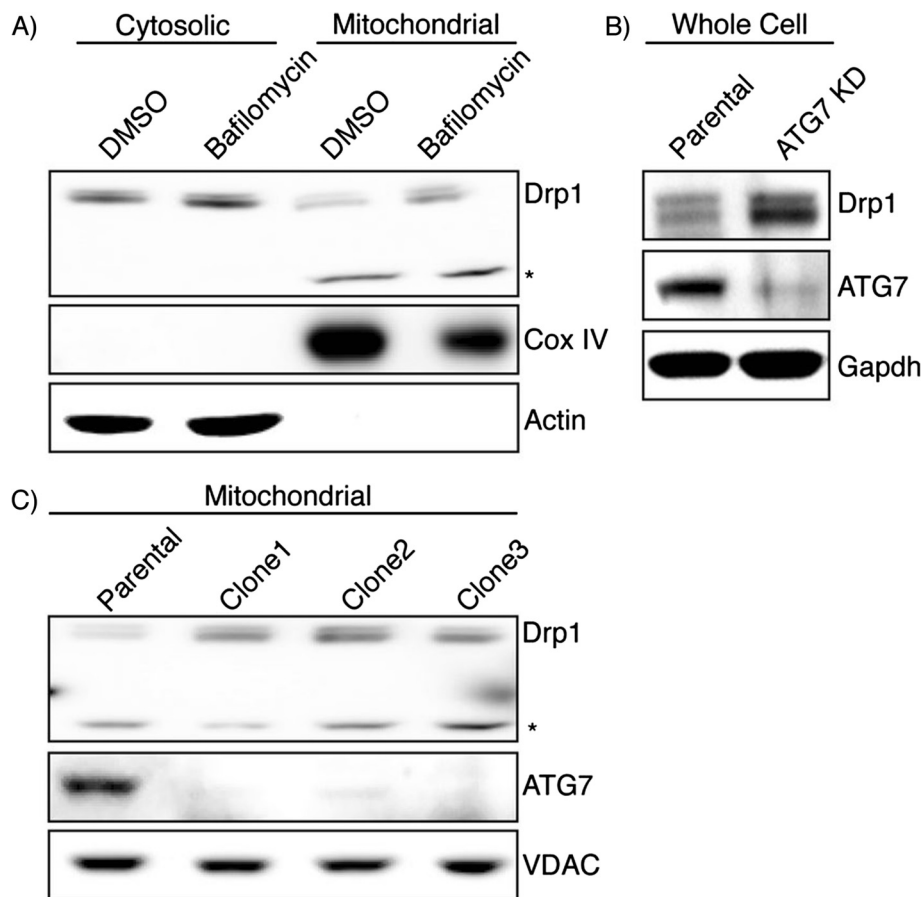 A)
Cytosolic Mitochondrial
DMSO Bafilomycin DMSO Bafilomycin
Drp1
*
Cox IV
Actin
B)
Whole Cell
Parental ATG7 KD
Drp1
ATG7
Gapdh
C)
Mitochondrial
Parental Clone1 Clone2 Clone3
Drp1
*
ATG7
VDAC